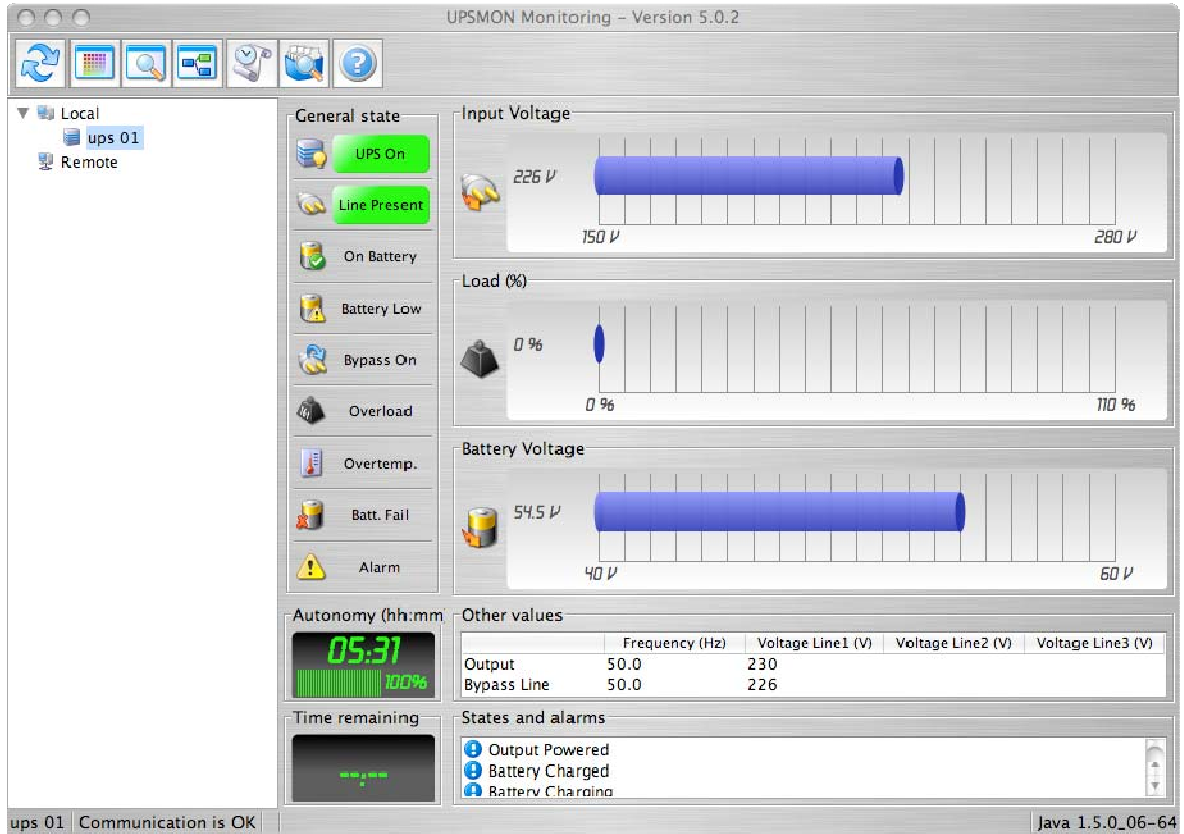 UPSMON Monitoring – Version 5.0.2
Local
ups 01
Remote
General state
UPS On
Line Present
On Battery
Battery Low
Bypass On
Overload
Overtemp.
Batt. Fail
Alarm
Input Voltage
226 V
150 V 280 V
Load (%)
0 %
0 % 110 %
Battery Voltage
54.5 V
40 V 60 V
Autonomy (hh:mm
05:31
100%
Time remaining
--:--
Other values
Frequency (Hz) Voltage Line1 (V) Voltage Line2 (V) Voltage Line3 (V)
Output 50.0 230
Bypass Line 50.0 226
States and alarms
Output Powered
Battery Charged
Battery Charging
ups 01 Communication is OK Java 1.5.0_06-64